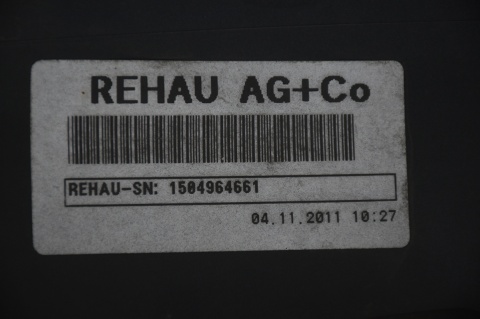 REHAU AG+Co
REHAU-SN: 1504964661
04.11.2011 10:27